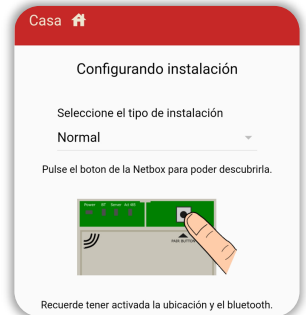 Casa
Configurando instalación
Seleccione el tipo de instalación
Normal
Pulse el boton de la Netbox para poder descubrirla.
Power BT Server
PAIR BUTTON
Recuerde tener activada la ubicación y el bluetooth.